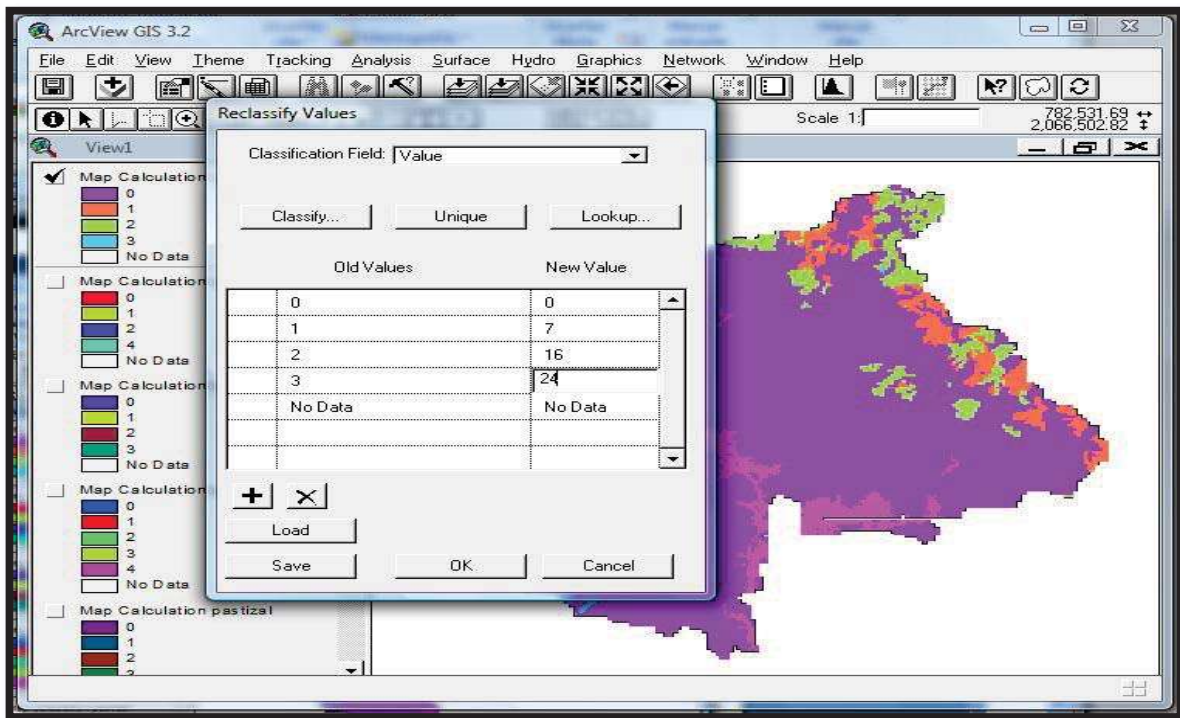 ArcView GIS 3.2
File Edit View Theme Tracking Analysis Surface Hydro Graphics Network Window Help
Scale 1:
782,531.69
2,066,502.82
View1
Map Calculation
0
1
2
3
No Data
Map Calculation
0
1
2
4
No Data
Map Calculation
0
1
2
3
No Data
Map Calculation
0
1
2
3
4
No Data
Map Calculation pastizal
0
1
2
Reclassify Values
Classification Field: Value
Classify... Unique Lookup...
Old Values New Value
0 0
1 7
2 16
3 24
No Data No Data
Load
Save OK Cancel